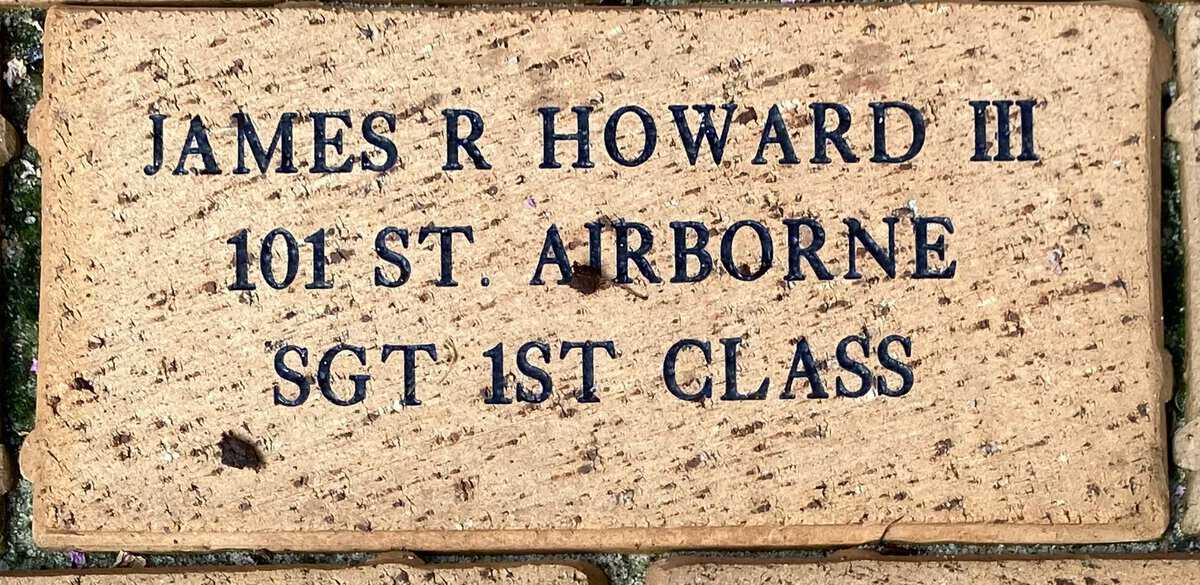 JAMES R HOWARD III
101 ST. AIRBORNE
SGT 1ST CLASS